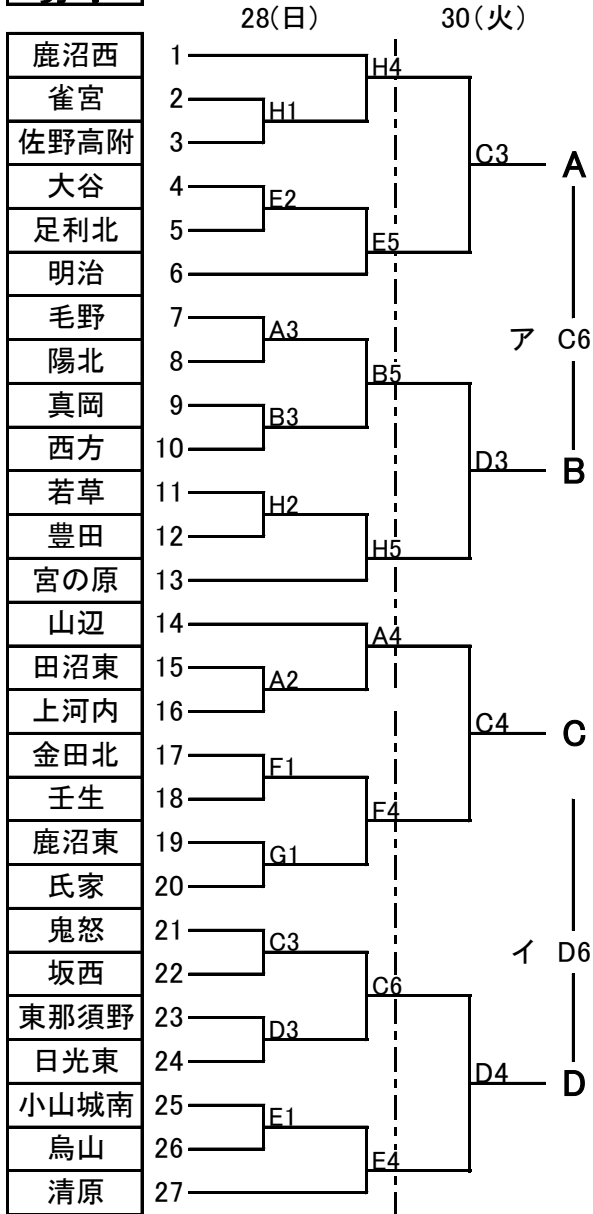 28(日) 30(火)
鹿沼西 1
雀宮 2
佐野高附 3
大谷 4
足利北 5
明治 6
毛野 7
陽北 8
真岡 9
西方 10
若草 11
豊田 12
宮の原 13
山辺 14
田沼東 15
上河内 16
金田北 17
壬生 18
鹿沼東 19
氏家 20
鬼怒 21
坂西 22
東那須野 23
日光東 24
小山城南 25
烏山 26
清原 27
H1
E2
A3
B3
H2
A2
F1
G1
C3
D3
E1
H4
E5
B5
H5
A4
F4
C6
E4
C3
D3
C4
D4
A
ア C6
B
C
イ D6
D